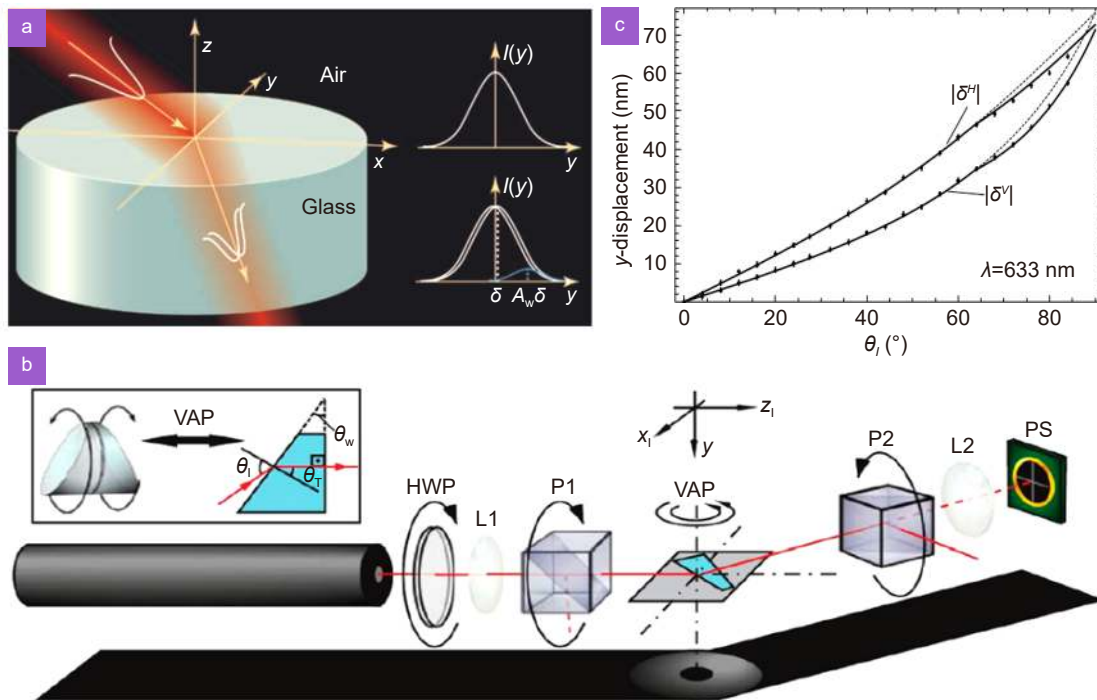 a
z
y
x
Air
Glass
I(y)
y
I(y)
δ
A_wδ
y
c
y-displacement (nm)
70
60
50
40
30
20
10
0
20
40
60
80
θ_I (°)
|δ^H|
|δ^V|
λ=633 nm
b
VAP
θ_I
θ_T
θ_w
HWP
L1
P1
VAP
x_I
z_I
y
P2
L2
PS